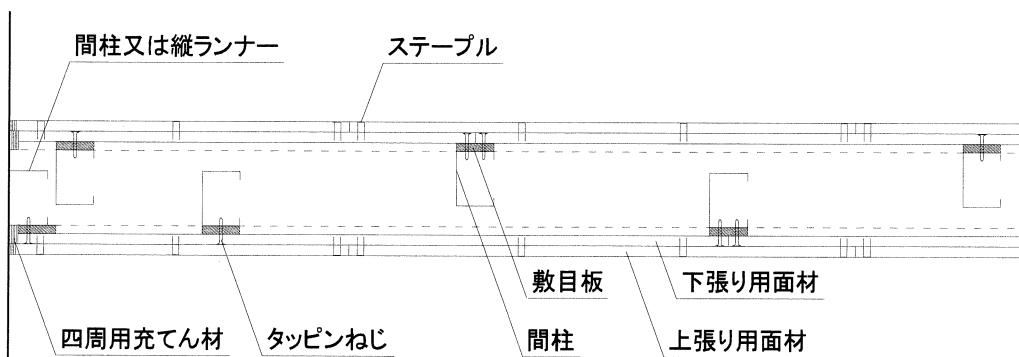 間柱又は縦ランナー
ステープル
敷目板
下張り用面材
四周用充てん材
タッピンねじ
間柱
上張り用面材